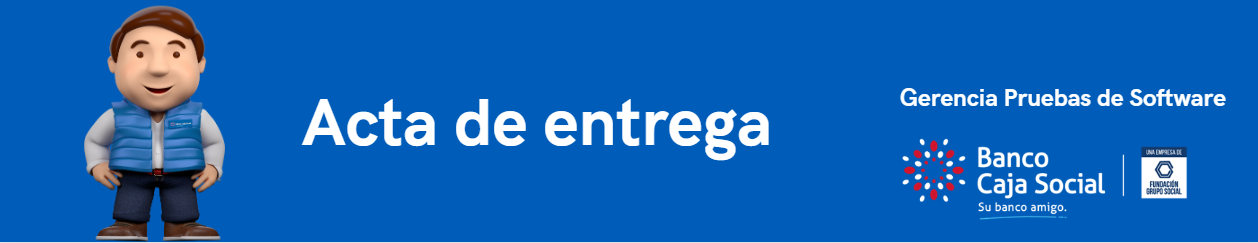 Acta de entrega
Gerencia Pruebas de Software
Banco
Caja Social
Su banco amigo.
UNA EMPRESA DE
FUNDACIÓN
GRUPO SOCIAL